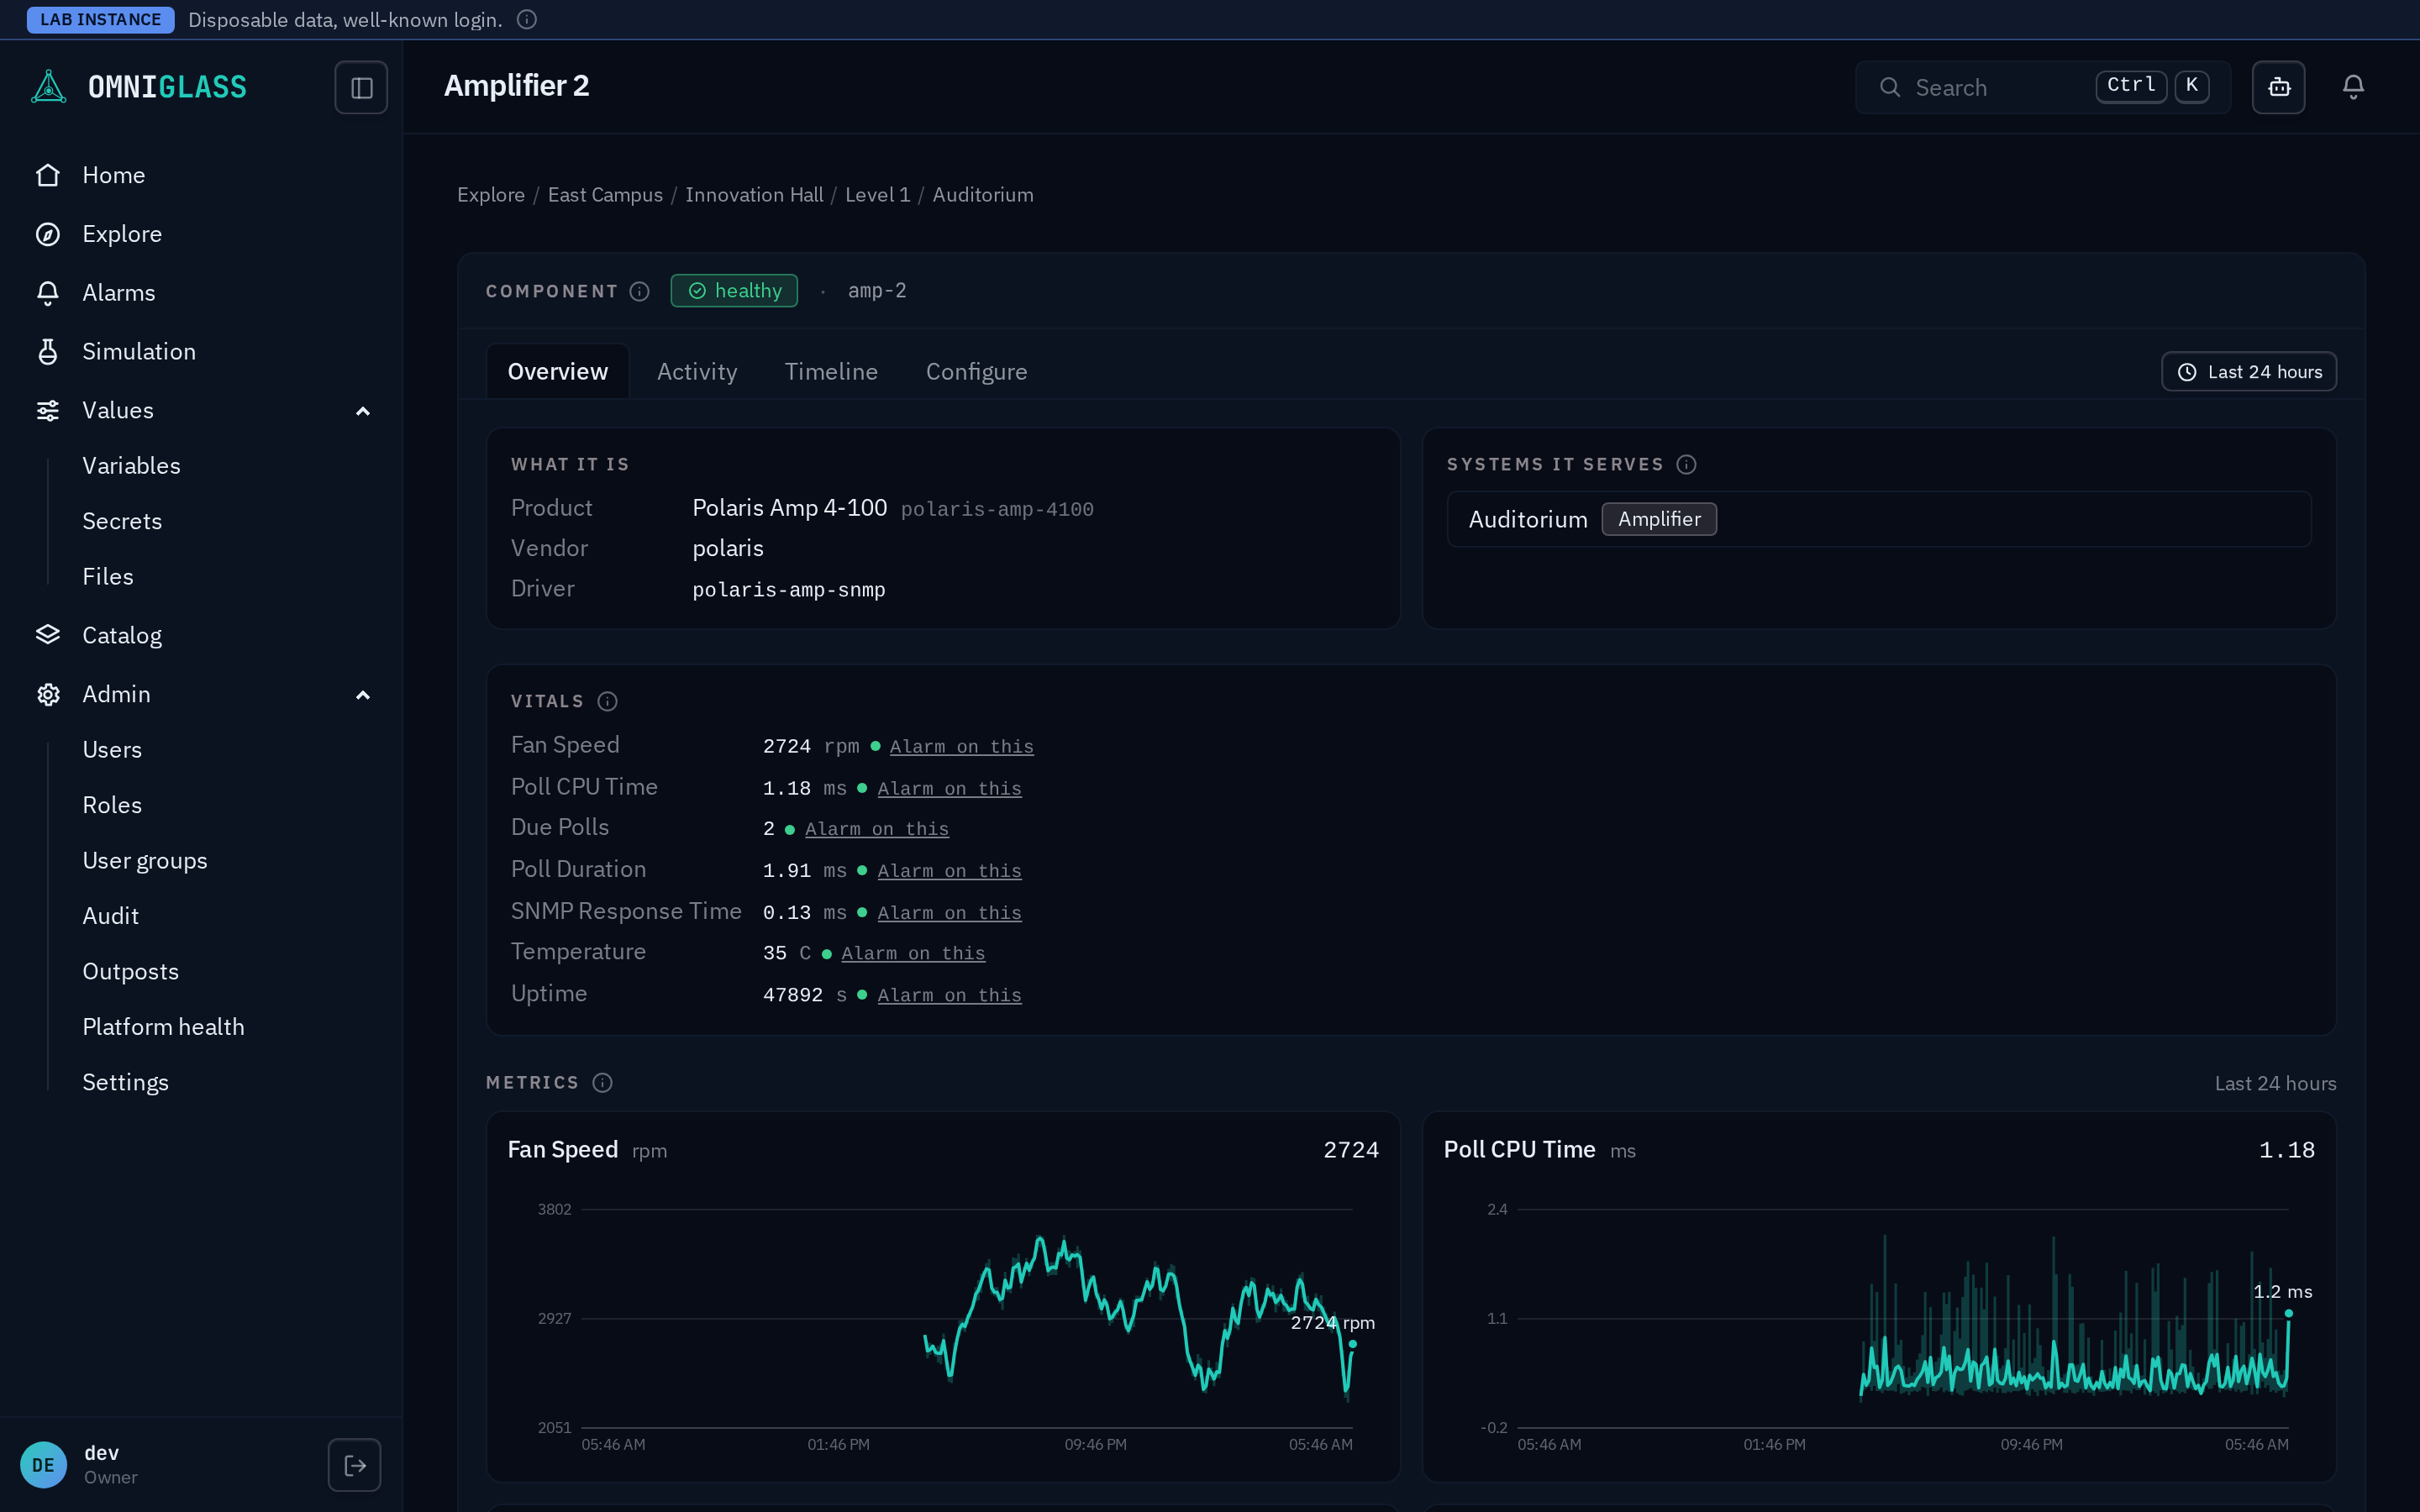 LAB INSTANCE Disposable data, well-known login.
OMNIGLASS
Amplifier 2
Search Ctrl K
Home
Explore
Alarms
Simulation
Values
Variables
Secrets
Files
Catalog
Admin
Users
Roles
User groups
Audit
Outposts
Platform health
Settings
DE dev
Owner
Explore / East Campus / Innovation Hall / Level 1 / Auditorium
COMPONENT healthy · amp-2
Overview Activity Timeline Configure Last 24 hours
WHAT IT IS
Product Polaris Amp 4-100 polaris-amp-4100
Vendor polaris
Driver polaris-amp-snmp
SYSTEMS IT SERVES
Auditorium Amplifier
VITALS
Fan Speed 2724 rpm Alarm on this
Poll CPU Time 1.18 ms Alarm on this
Due Polls 2 Alarm on this
Poll Duration 1.91 ms Alarm on this
SNMP Response Time 0.13 ms Alarm on this
Temperature 35 C Alarm on this
Uptime 47892 s Alarm on this
METRICS Last 24 hours
Fan Speed rpm 2724
3802
2927
2724 rpm
2051
05:46 AM 01:46 PM 09:46 PM 05:46 AM
Poll CPU Time ms 1.18
2.4
1.2 ms
1.1
-0.2
05:46 AM 01:46 PM 09:46 PM 05:46 AM